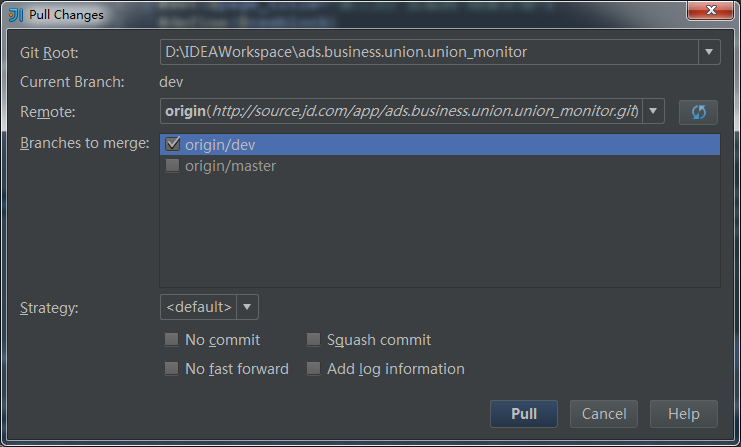 Pull Changes
Git Root: D:\IDEAWorkspace\ads.business.union.union_monitor
Current Branch: dev
Remote: origin(http://source.jd.com/app/ads.business.union.union_monitor.git)
Branches to merge: origin/dev
origin/master
Strategy: <default>
No commit Squash commit
No fast forward Add log information
Pull Cancel Help